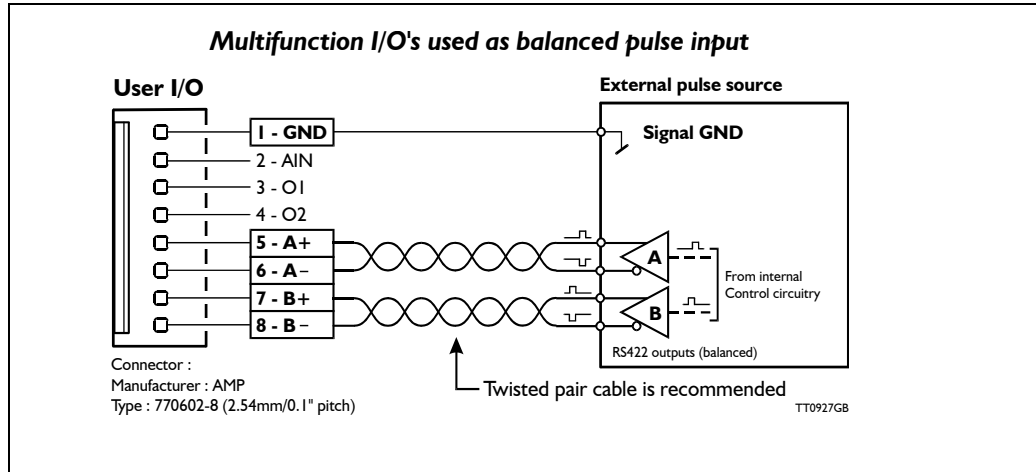 Multifunction I/O's used as balanced pulse input
User I/O
External pulse source
1 - GND
Signal GND
2 - AIN
3 - O1
4 - O2
5 - A+
6 - A−
7 - B+
8 - B−
A
B
From internal
Control circuitry
RS422 outputs (balanced)
Connector :
Manufacturer : AMP
Type : 770602-8 (2.54mm/0.1" pitch)
Twisted pair cable is recommended
TT0927GB